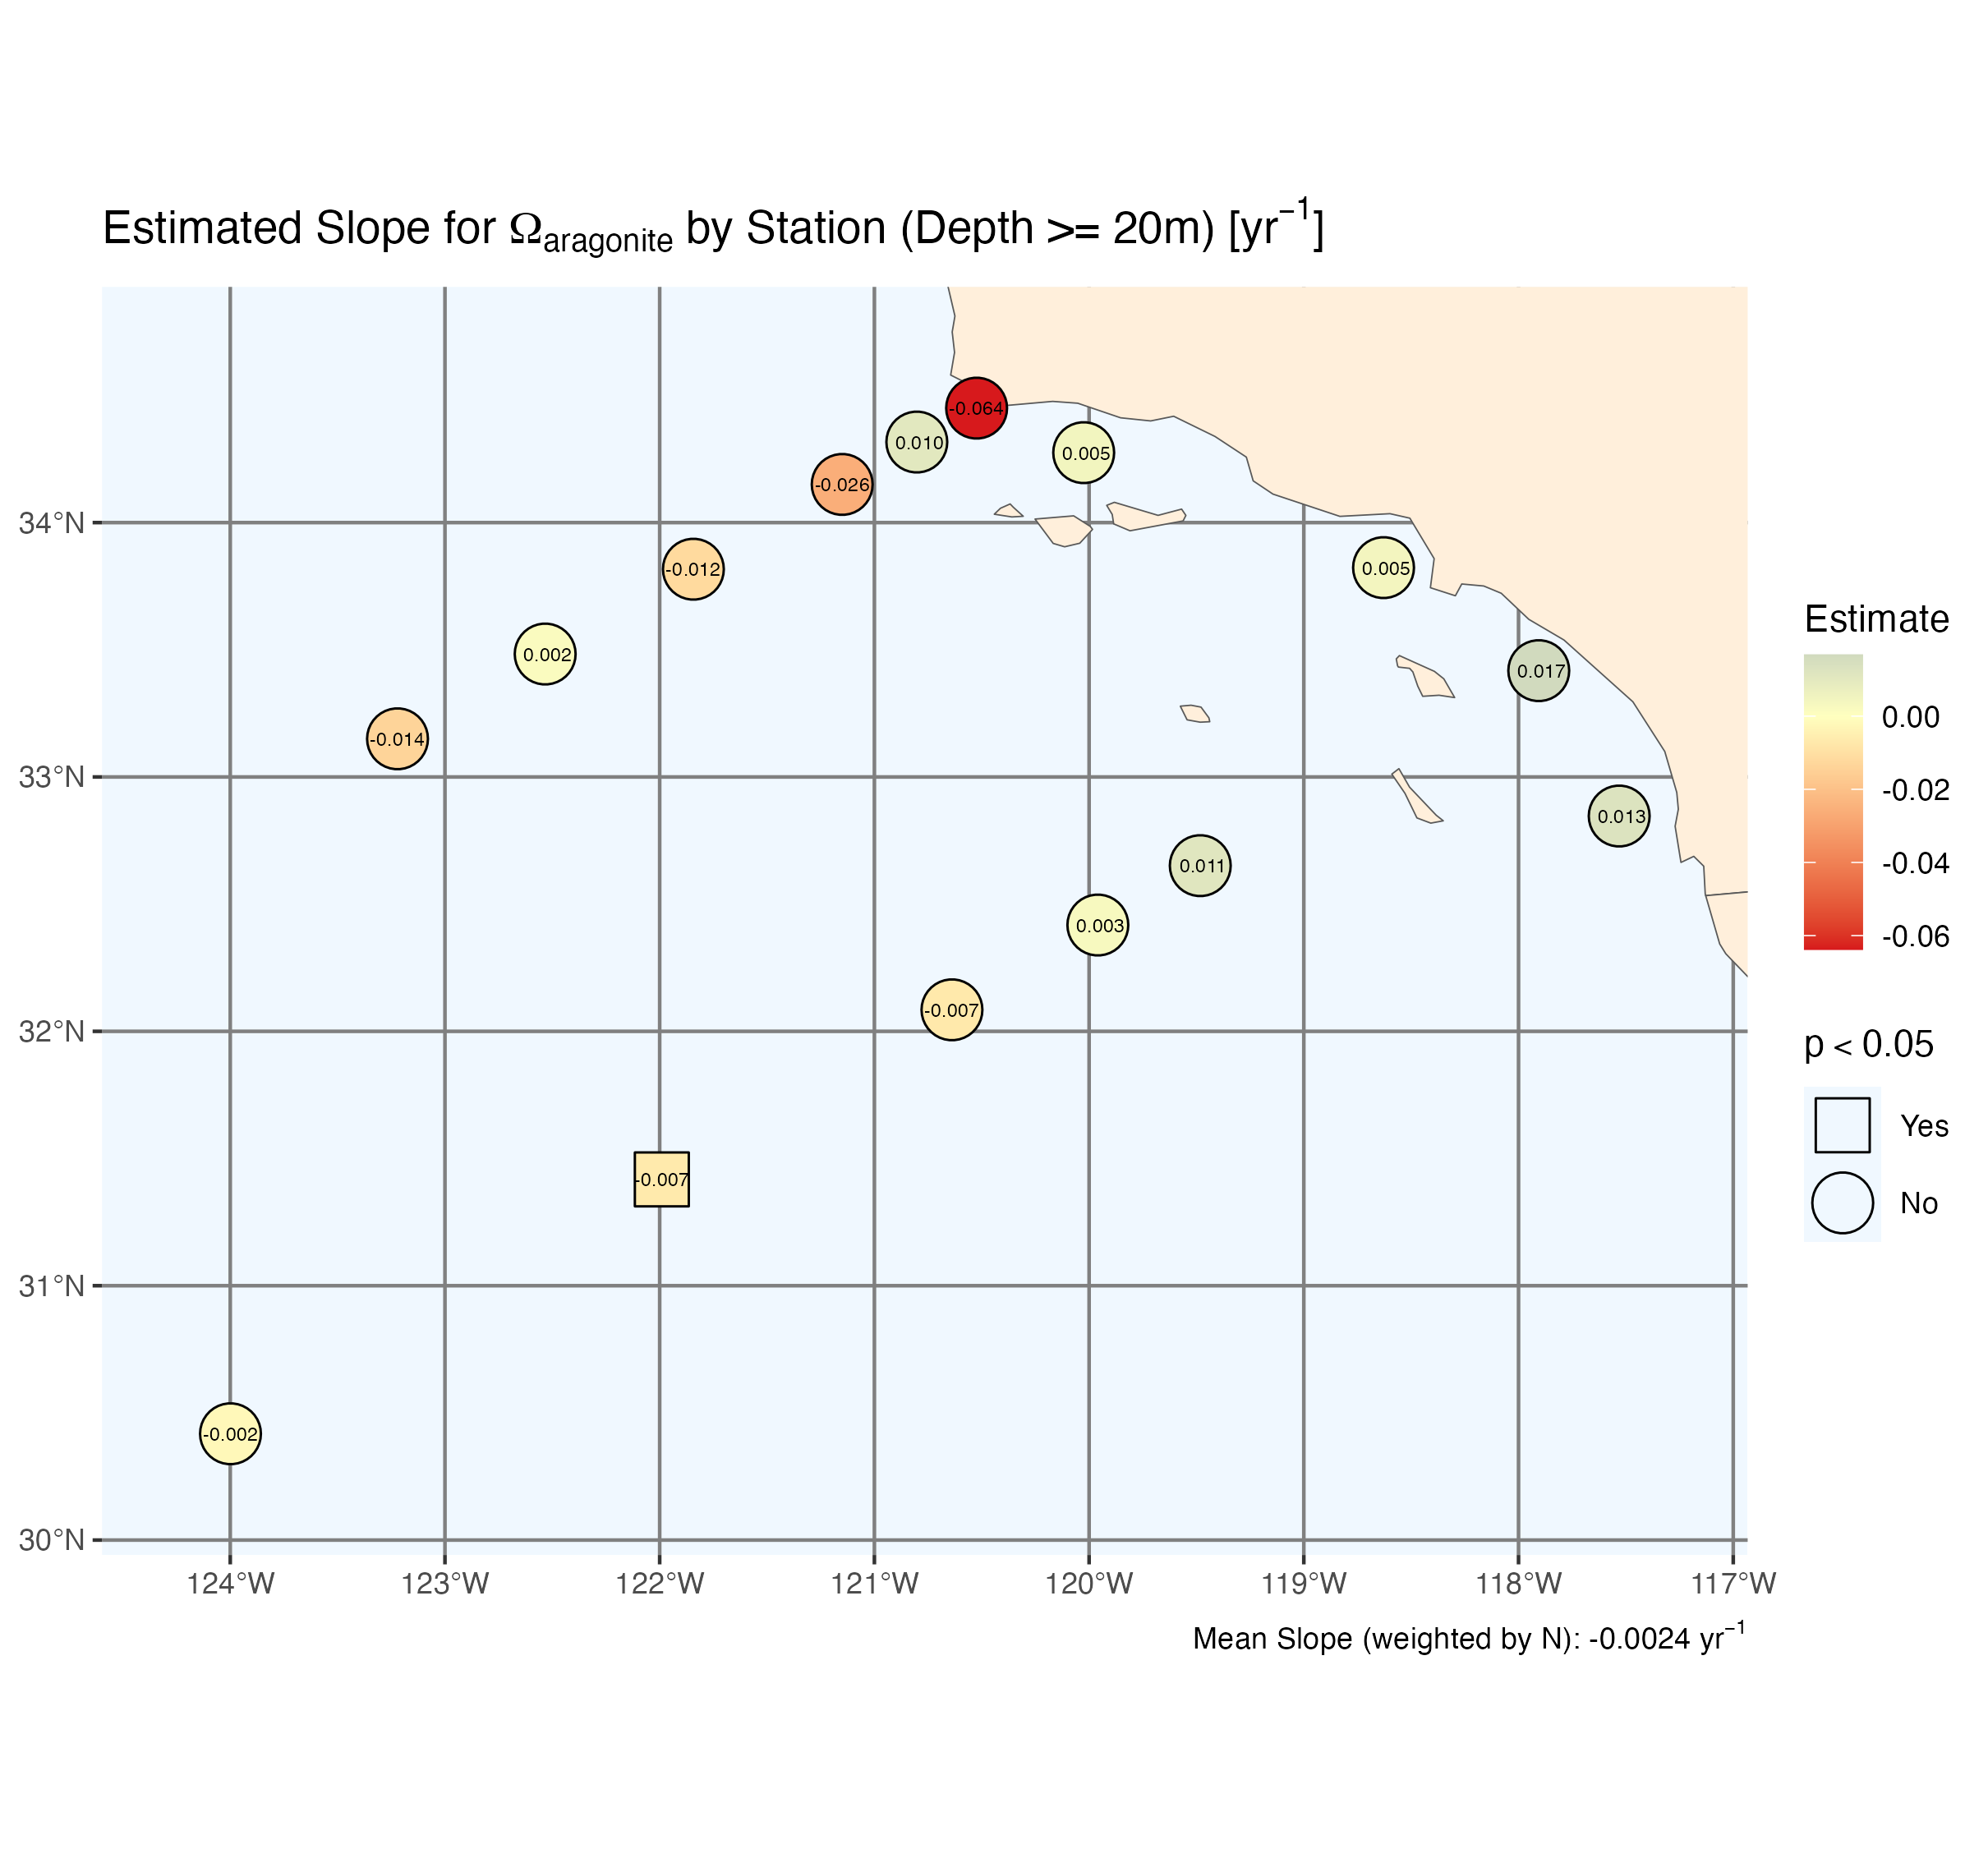 Estimated Slope for Ωaragonite by Station (Depth >= 20m) [yr⁻¹]
-0.064
0.010
0.005
-0.026
34°N
-0.012
0.005
0.002
0.017
-0.014
33°N
0.013
0.011
0.003
-0.007
32°N
-0.007
31°N
-0.002
30°N
124°W 123°W 122°W 121°W 120°W 119°W 118°W 117°W
Mean Slope (weighted by N): -0.0024 yr⁻¹
Estimate
0.00
-0.02
-0.04
-0.06
p < 0.05
Yes
No